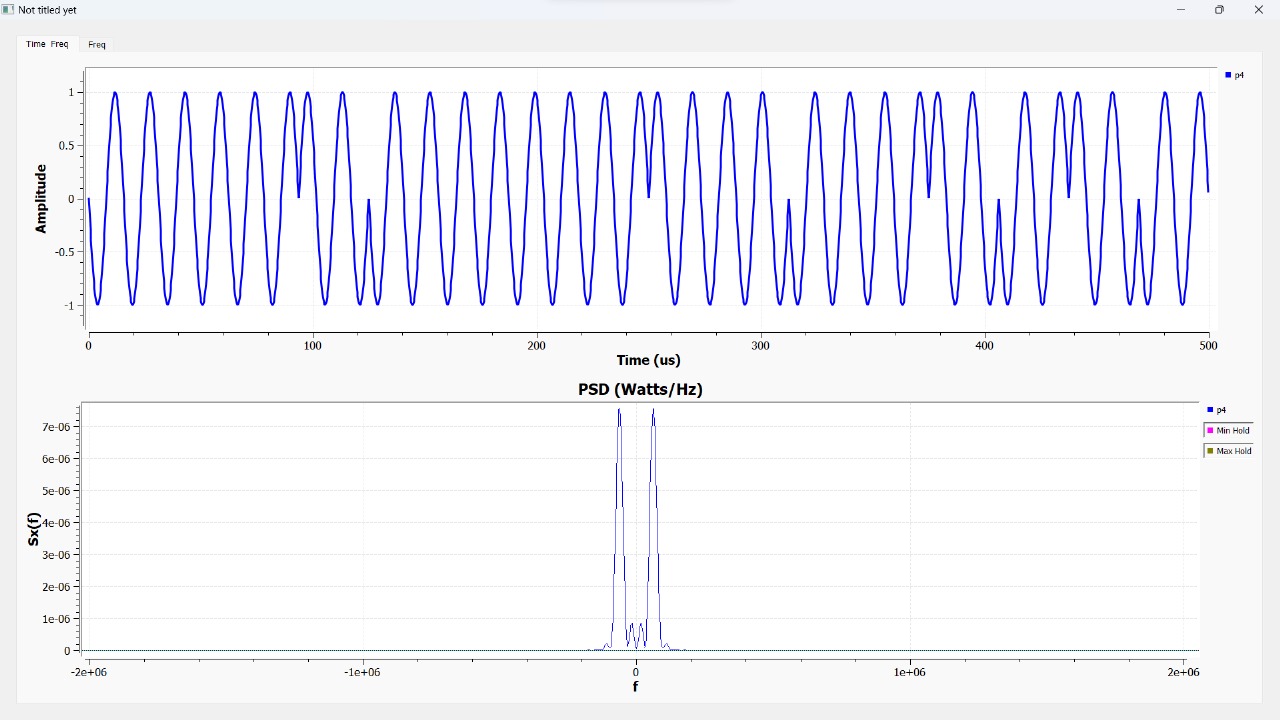 Not titled yet
Time Freq
Freq
p4
1
0.5
0
-0.5
-1
Amplitude
0 100 200 300 400 500
Time (us)
PSD (Watts/Hz)
p4
Min Hold
Max Hold
7e-06
6e-06
5e-06
4e-06
3e-06
2e-06
1e-06
0
Sx(f)
-2e+06 -1e+06 0 1e+06 2e+06
f